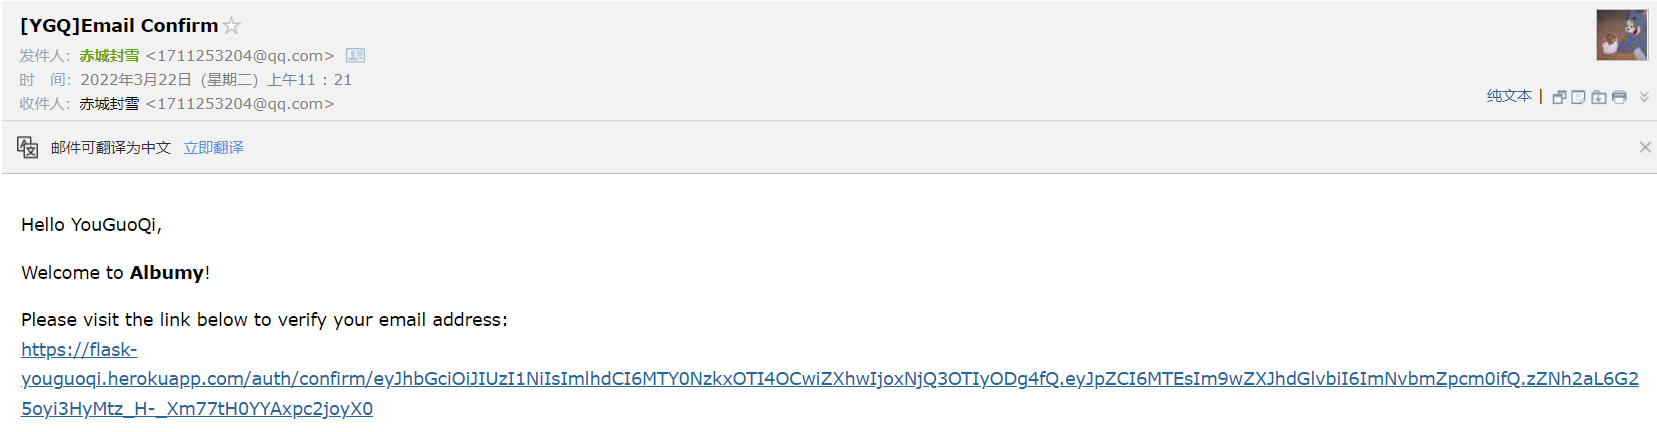 [YGQ]Email Confirm
发件人：赤城封雪 <1711253204@qq.com>
时　间：2022年3月22日（星期二）上午11：21
收件人：赤城封雪 <1711253204@qq.com>
纯文本 |
邮件可翻译为中文 立即翻译
Hello YouGuoQi,
Welcome to Albumy!
Please visit the link below to verify your email address:
https://flask-
youguoqi.herokuapp.com/auth/confirm/eyJhbGciOiJIUzI1NiIsImlhdCI6MTY0NzkxOTI4OCwiZXhwIjoxNjQ3OTIyODg4fQ.eyJpZCI6MTEsIm9wZXJhdGlvbiI6ImNvbmZpcm0ifQ.zZNh2aL6G2
5oyi3HyMtz_H-_Xm77tH0YYAxpc2joyX0